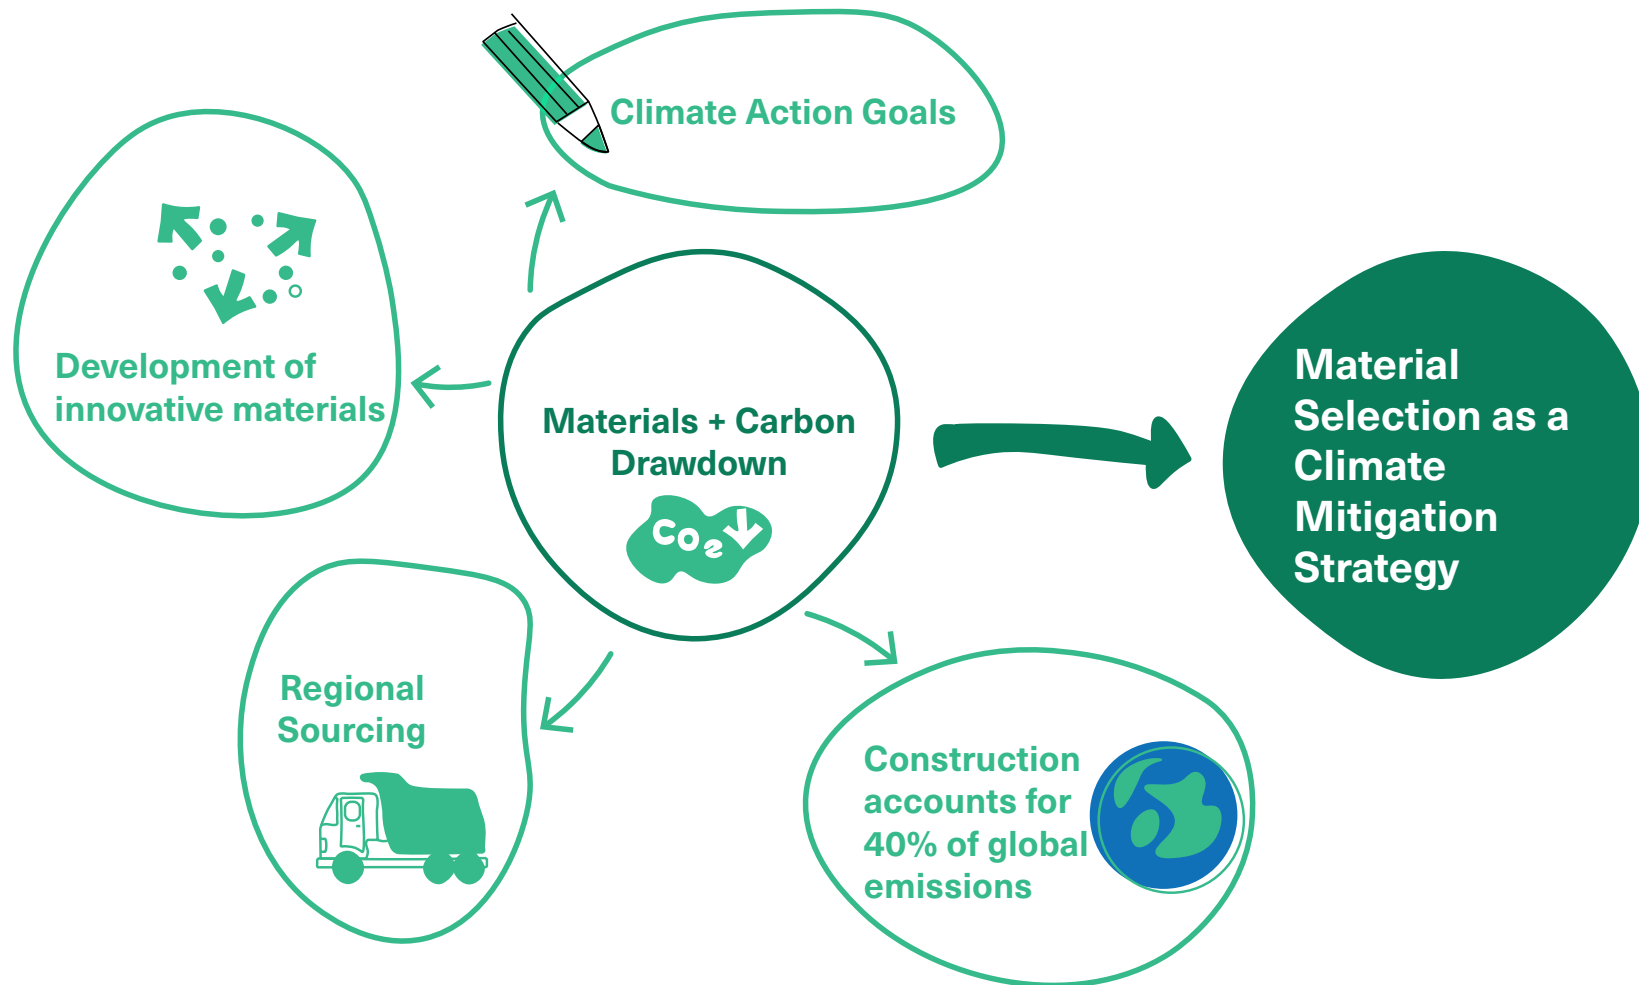 Climate Action Goals
Development of
innovative materials
Materials + Carbon
Drawdown
CO2
Material
Selection as a
Climate
Mitigation
Strategy
Regional
Sourcing
Construction
accounts for
40% of global
emissions